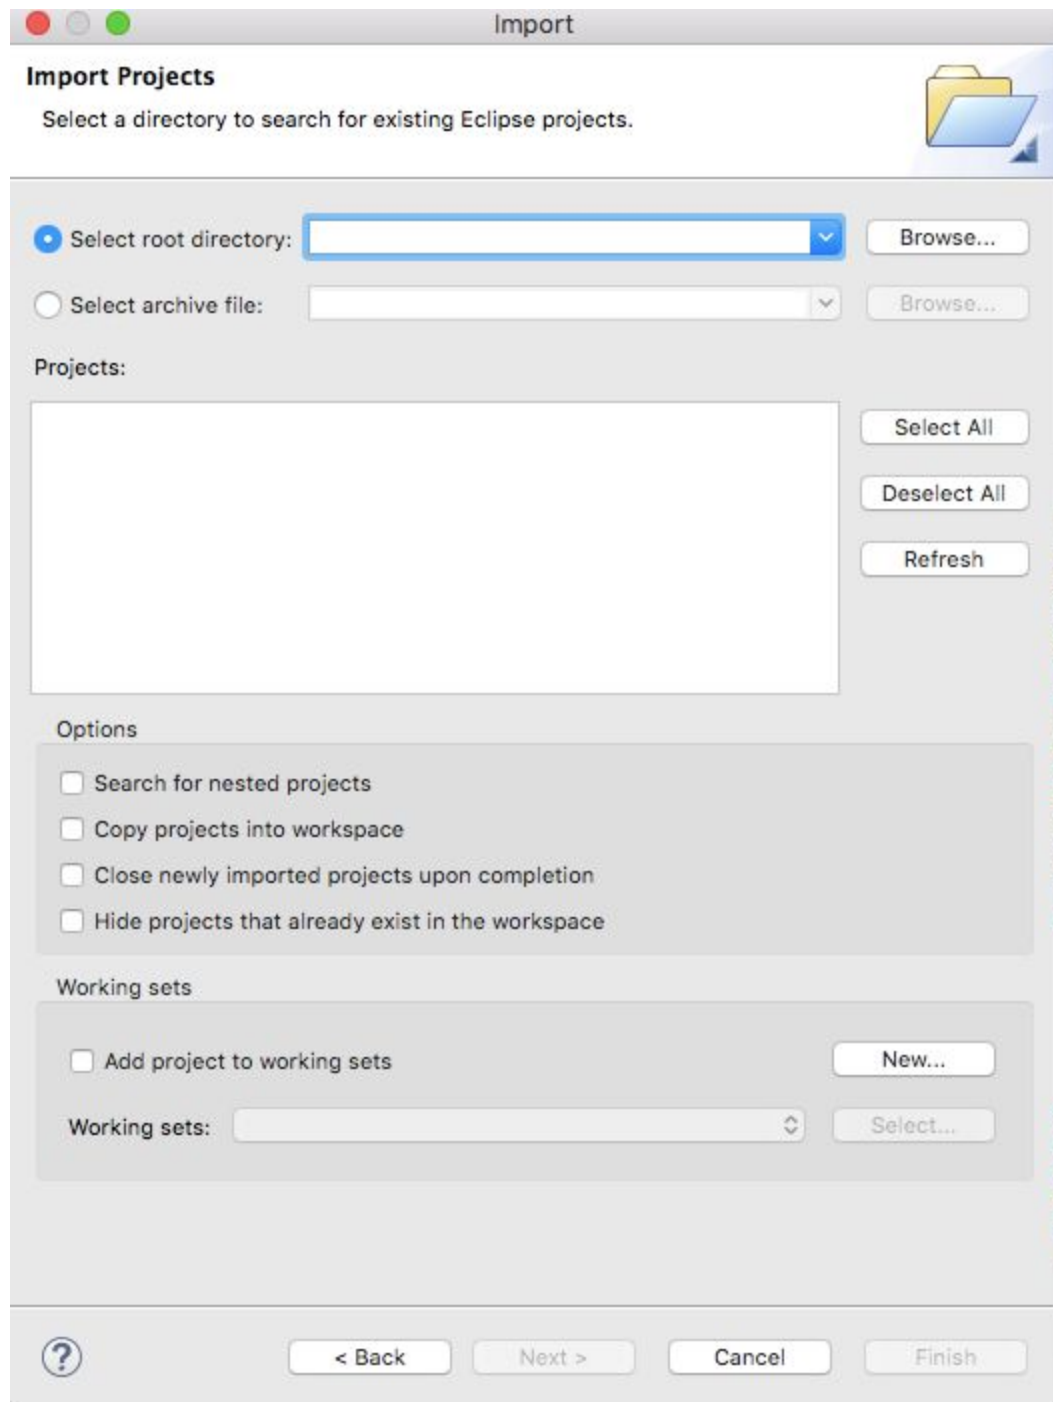 Import
Import Projects
Select a directory to search for existing Eclipse projects.
Select root directory: Browse...
Select archive file: Browse...
Projects:
Select All
Deselect All
Refresh
Options
Search for nested projects
Copy projects into workspace
Close newly imported projects upon completion
Hide projects that already exist in the workspace
Working sets
Add project to working sets New...
Working sets: Select...
? < Back Next > Cancel Finish